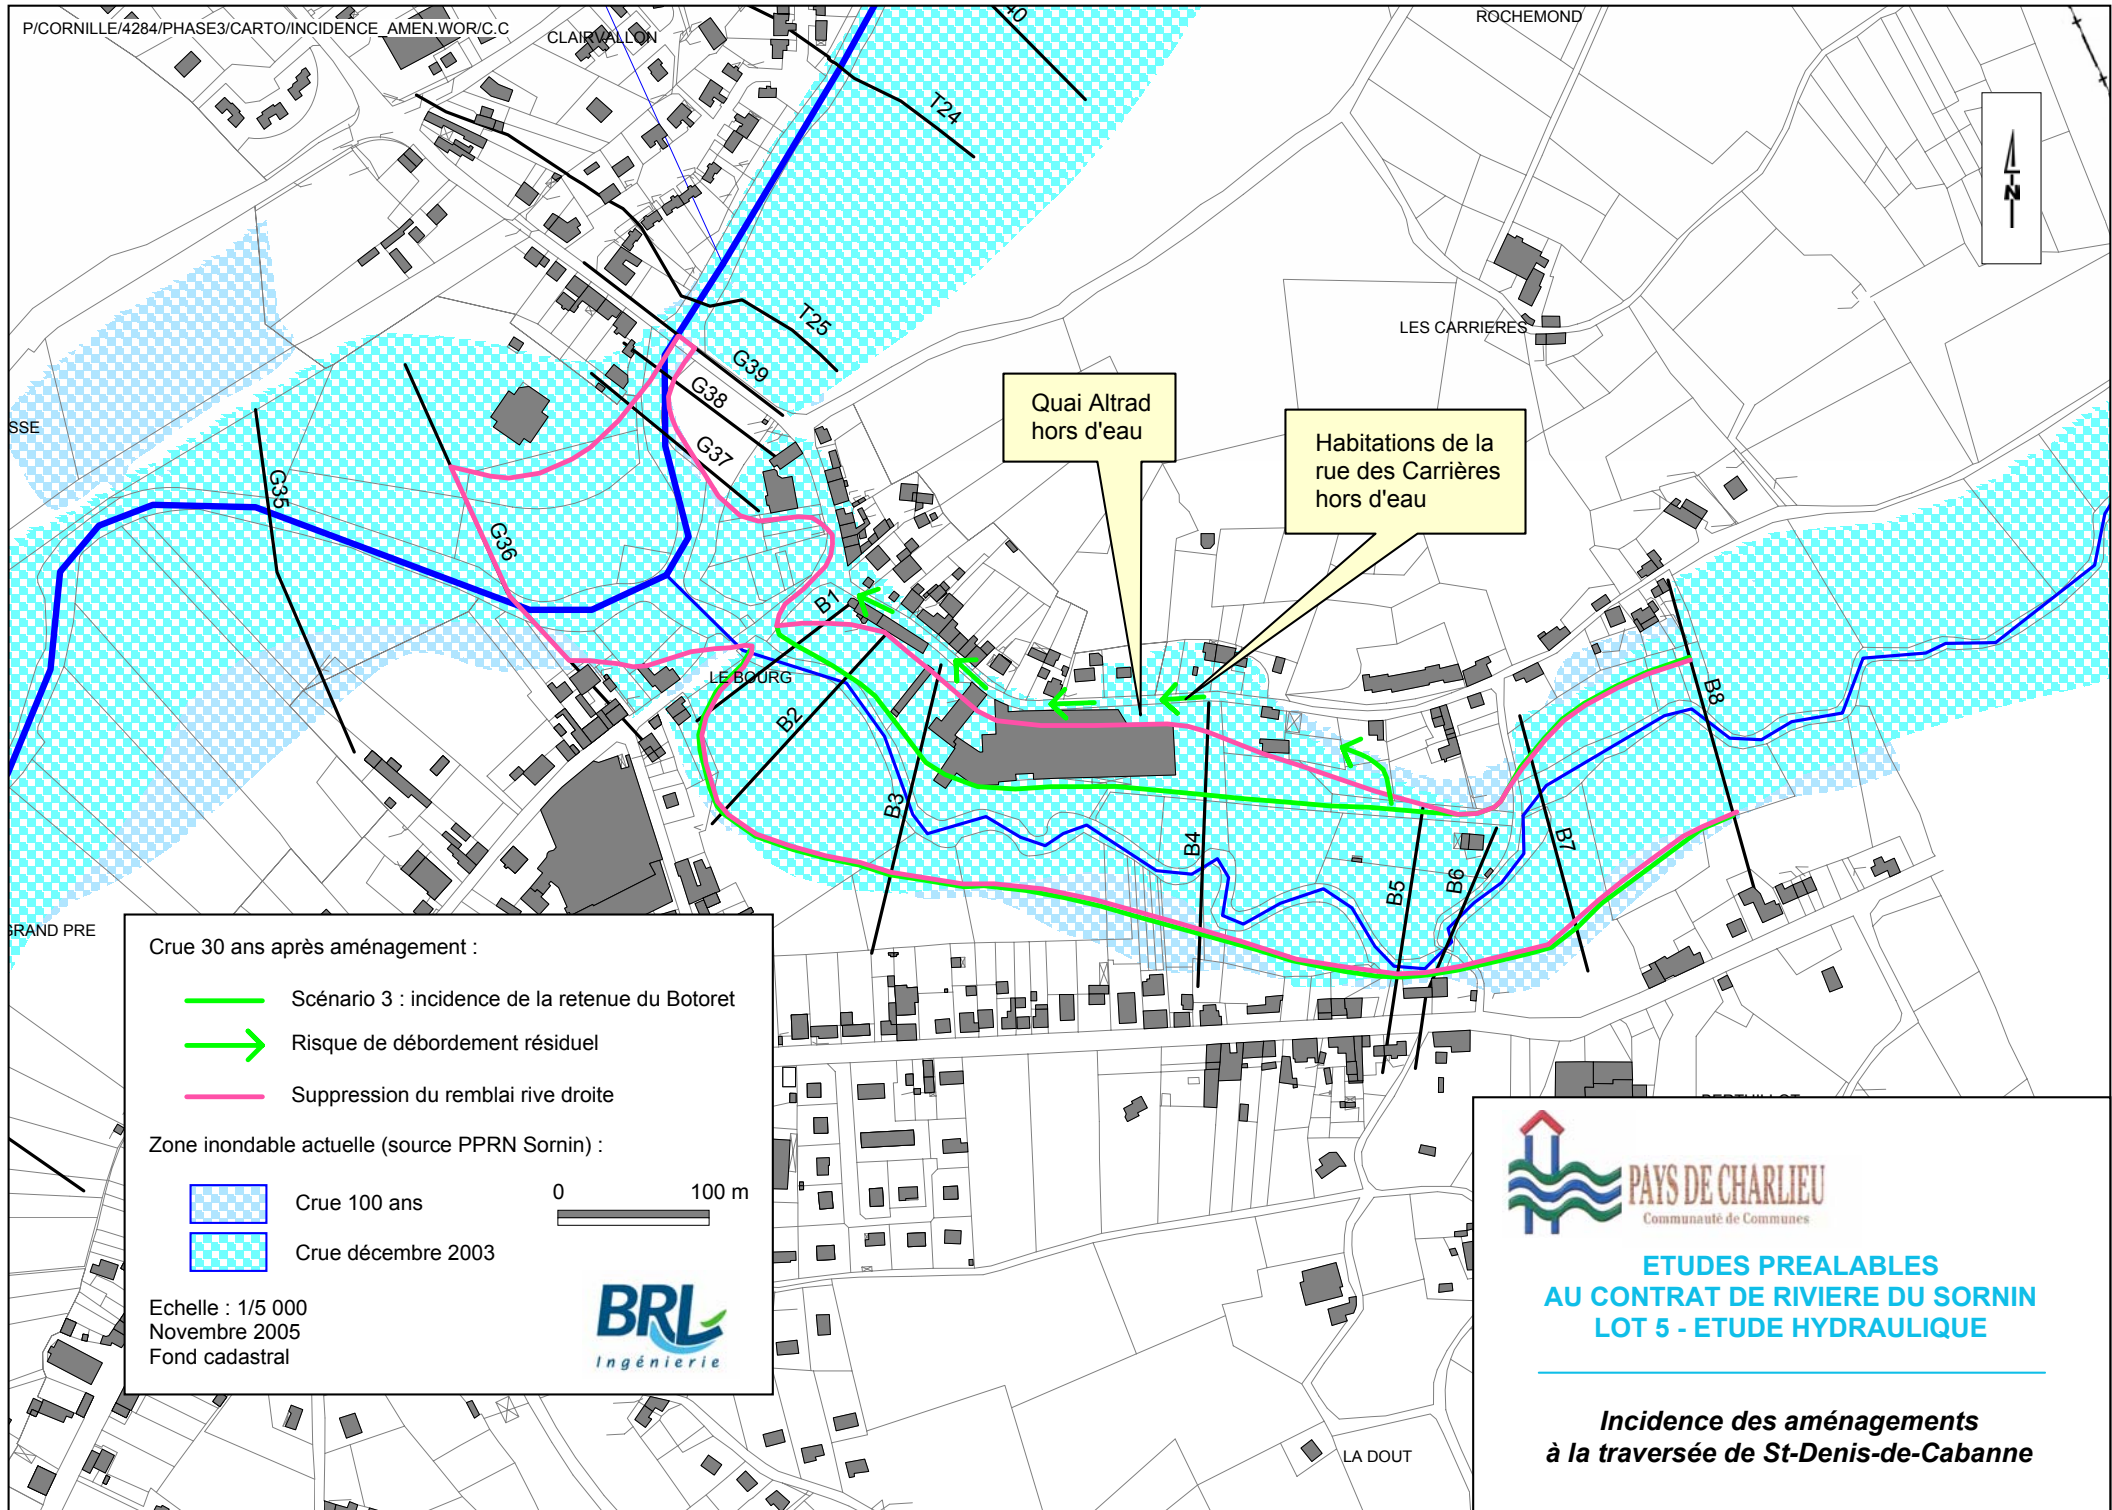 P/CORNILLE/4284/PHASE3/CARTO/INCIDENCE_AMEN.WOR/C.C
CLAIRVALLON
40
ROCHEMOND
T24
N
T25
LES CARRIERES
G39
G38
G37
SSE
G35
G36
Quai Altrad
hors d'eau
Habitations de la
rue des Carrières
hors d'eau
B1
LE BOURG
B2
B3
B4
B5
B6
B7
B8
GRAND PRE
Crue 30 ans après aménagement :
Scénario 3 : incidence de la retenue du Botoret
Risque de débordement résiduel
Suppression du remblai rive droite
Zone inondable actuelle (source PPRN Sornin) :
Crue 100 ans
Crue décembre 2003
0 100 m
Echelle : 1/5 000
Novembre 2005
Fond cadastral
BRL
Ingénierie
LA DOUT
PAYS DE CHARLIEU
Communauté de Communes
ETUDES PREALABLES
AU CONTRAT DE RIVIERE DU SORNIN
LOT 5 - ETUDE HYDRAULIQUE
Incidence des aménagements
à la traversée de St-Denis-de-Cabanne